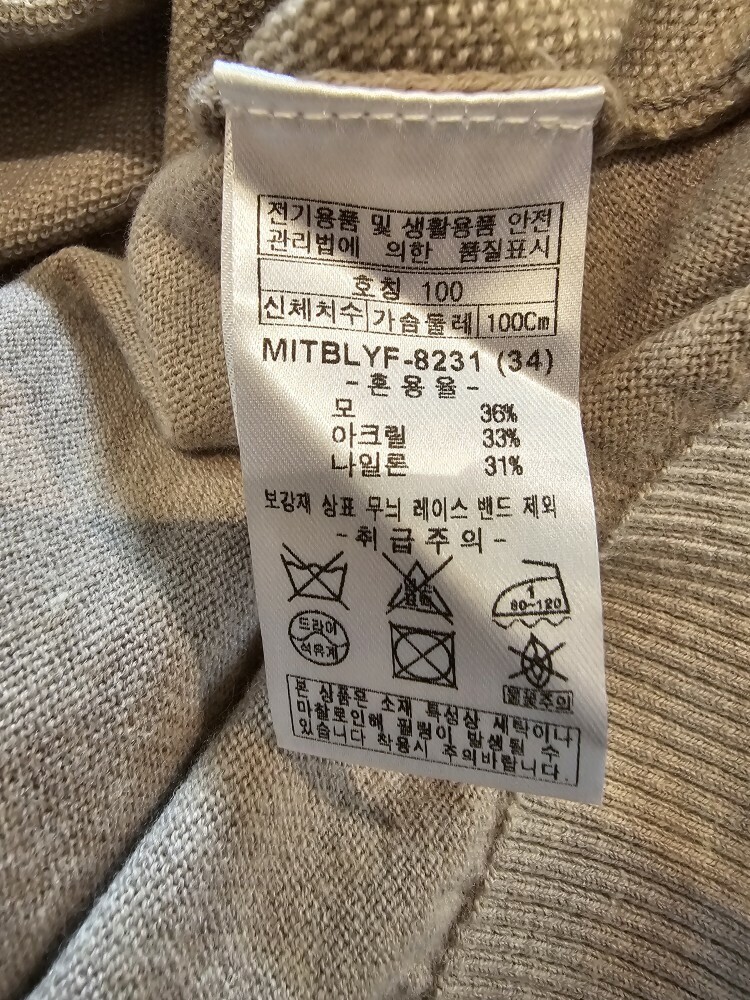 전기용품 및 생활용품 안전
관리법에 의한 품질표시
호칭 100
신체치수 가슴둘레 100Cm
MITBLYF-8231 (34)
-혼용율-
모 36%
아크릴 33%
나일론 31%
보강재 상표 무늬 레이스 밴드 제외
-취급주의-
1
80~120
드라이
석유계
불꽃주의
본 상품은 소재 특성상 세탁이나
마찰로인해 필링이 발생될 수
있습니다 착용시 주의바랍니다.